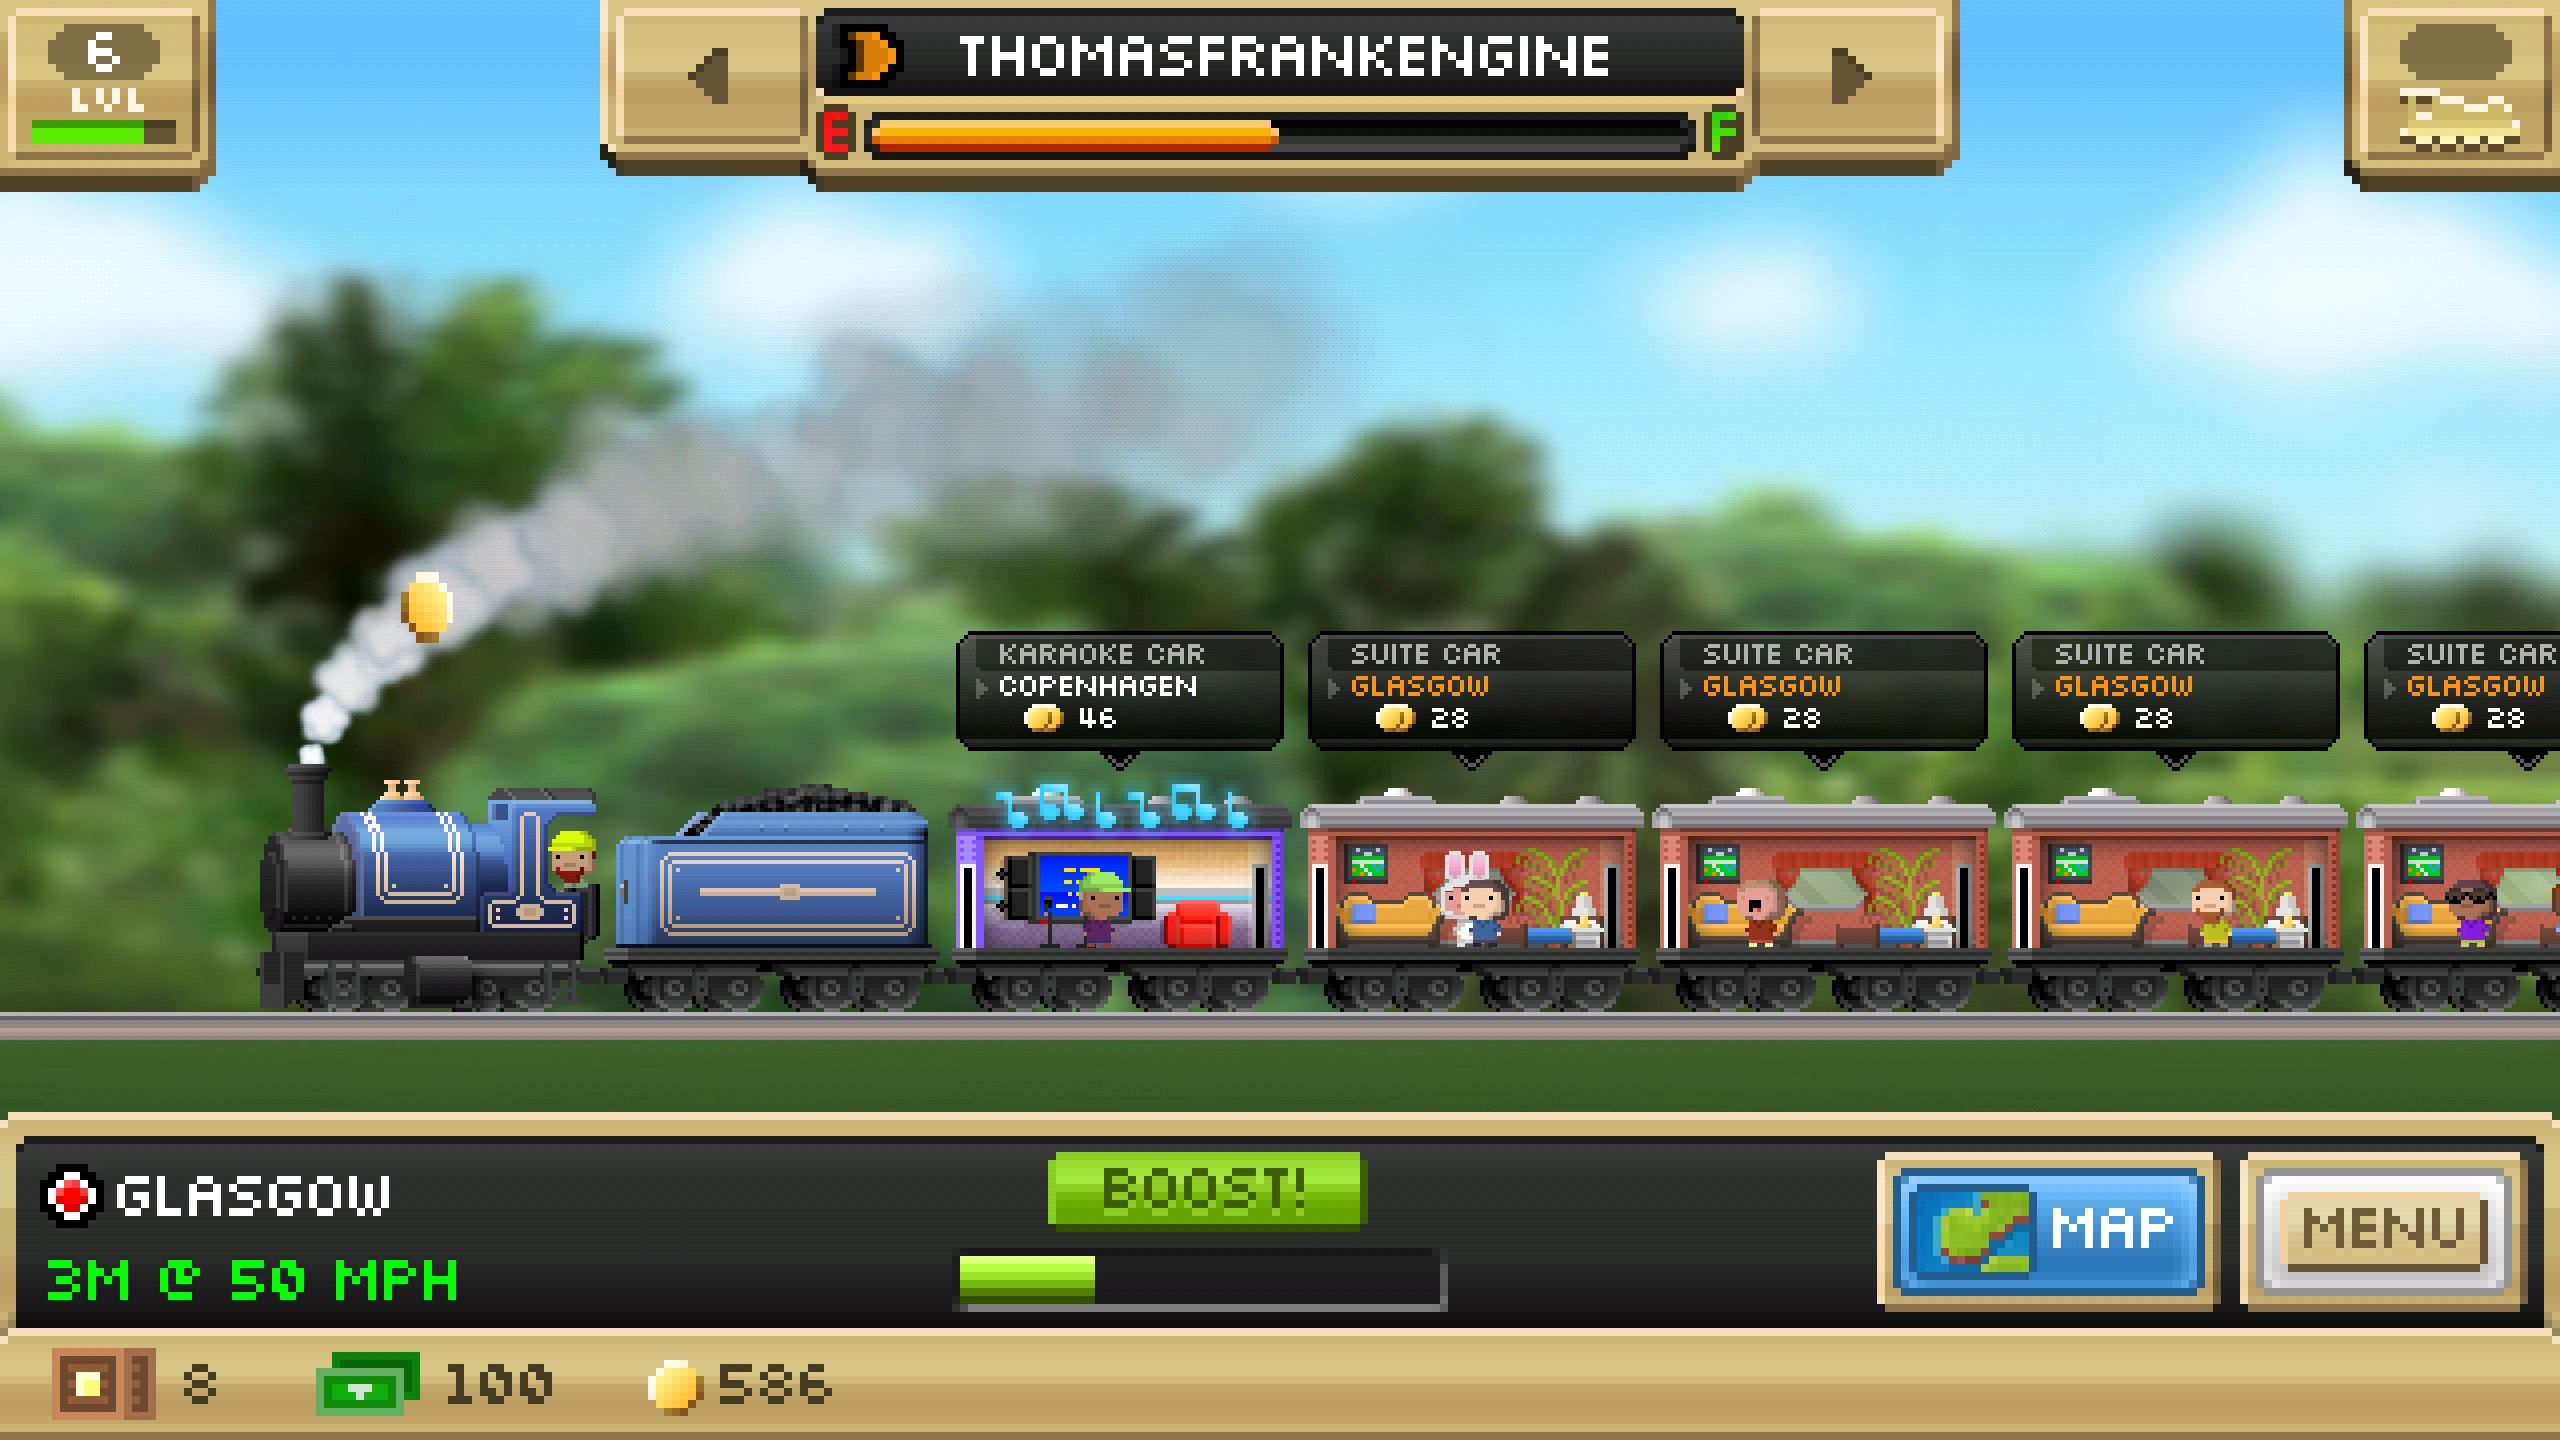 6
LVL
THOMASFRANKENGINE
E F
KARAOKE CAR
COPENHAGEN
46
SUITE CAR
GLASGOW
28
SUITE CAR
GLASGOW
28
SUITE CAR
GLASGOW
28
SUITE CAR
GLASGOW
28
GLASGOW
3M @ 50 MPH
BOOST!
MAP
MENU
8
100
586